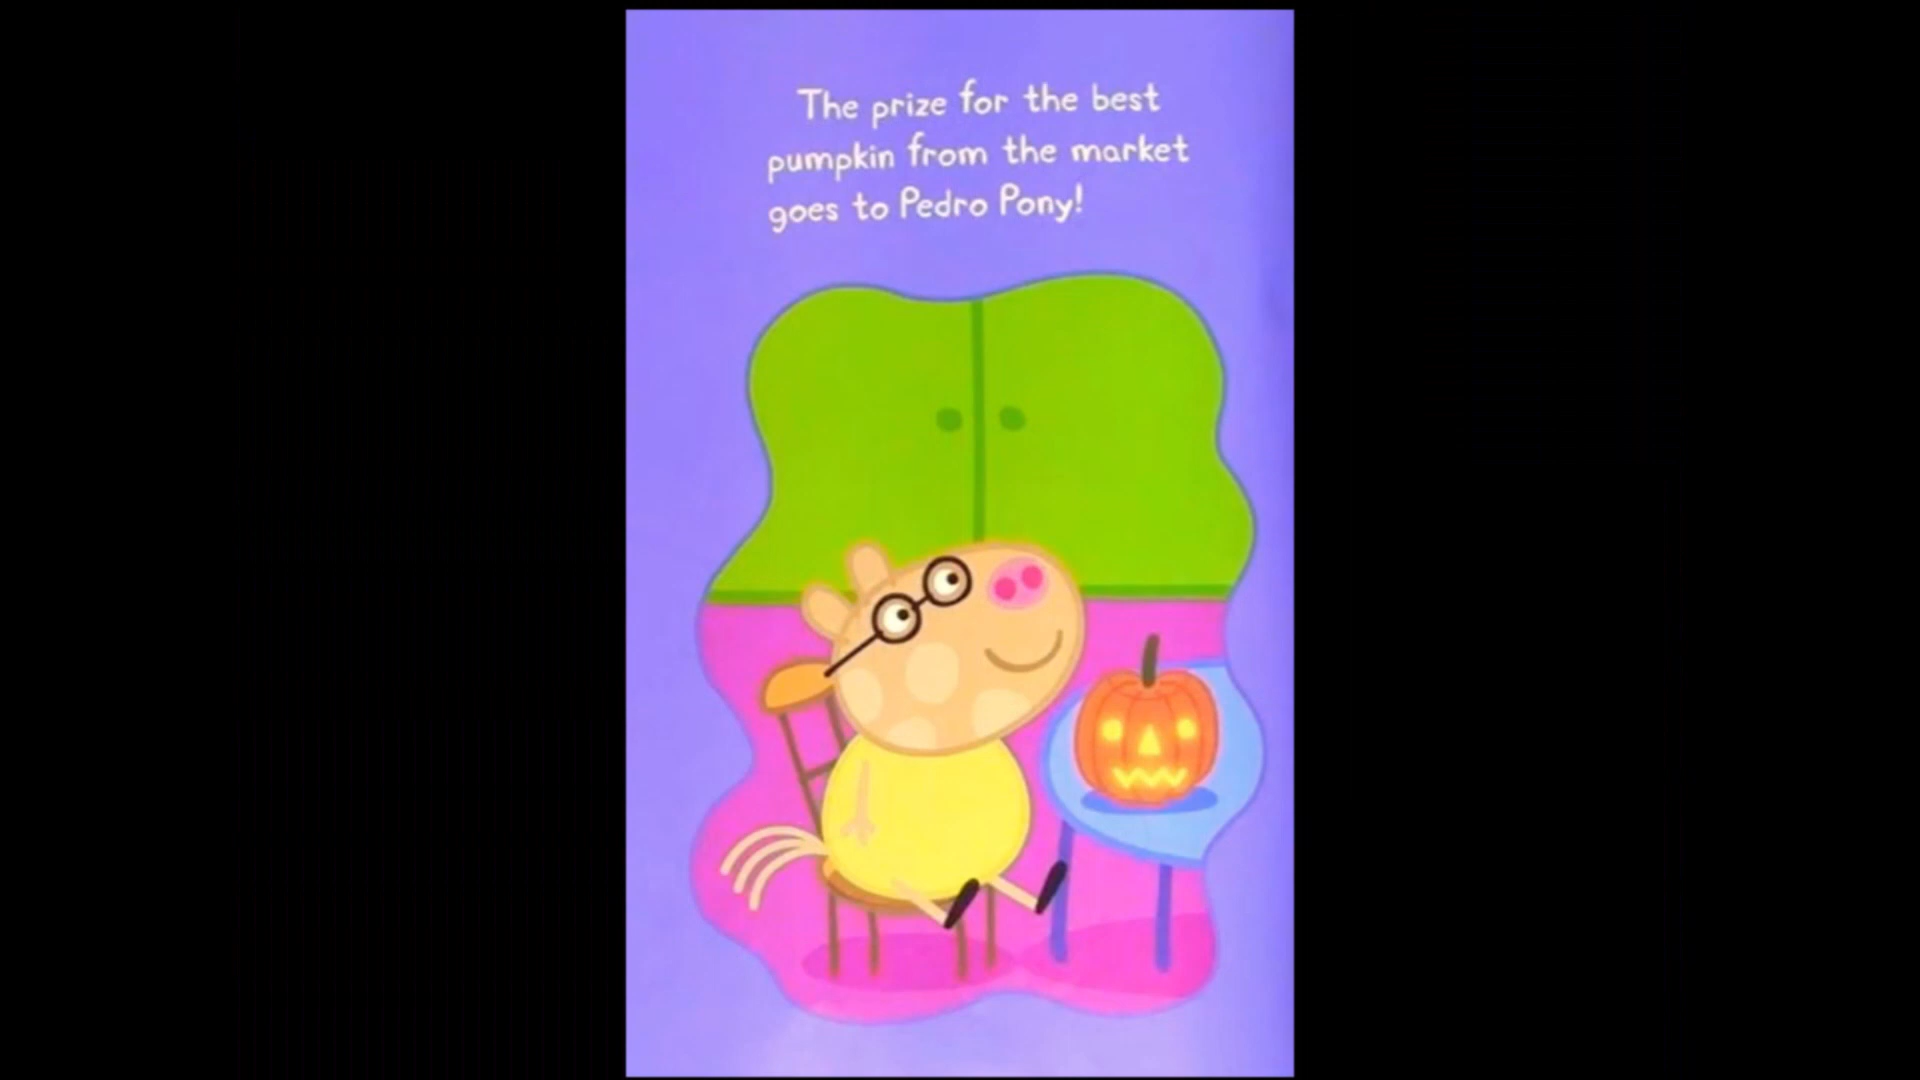 The prize for the best
pumpkin from the market
goes to Pedro Pony!